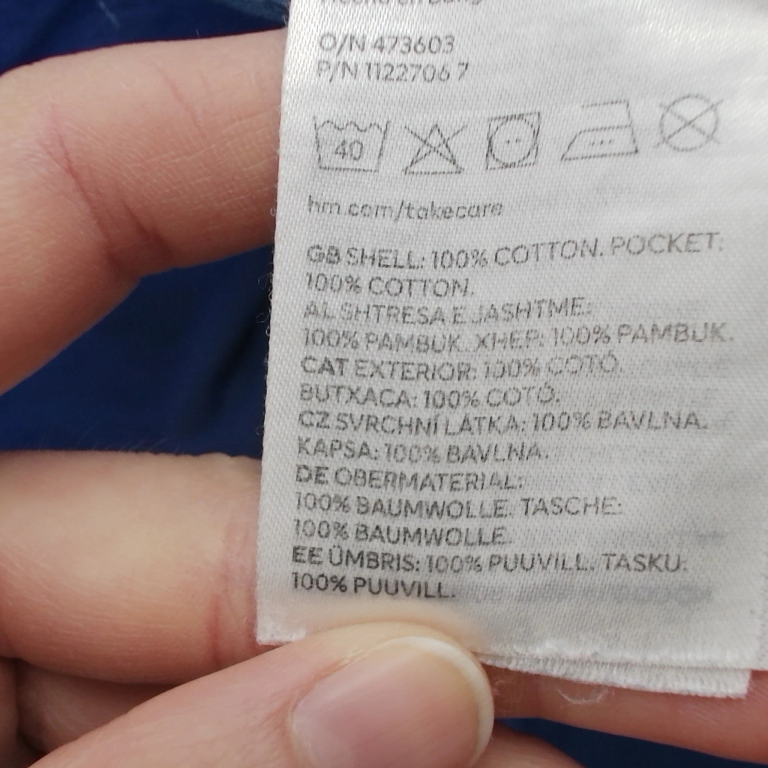 O/N 473603
P/N 1122706 7
40
hm.com/takecare
GB SHELL: 100% COTTON. POCKET:
100% COTTON.
AL SHTRESA E JASHTME:
100% PAMBUK. XHEP: 100% PAMBUK.
CAT EXTERIOR: 100% COTÓ.
BUTXACA: 100% COTÓ.
CZ SVRCHNÍ LÁTKA: 100% BAVLNA.
KAPSA: 100% BAVLNA.
DE OBERMATERIAL:
100% BAUMWOLLE. TASCHE:
100% BAUMWOLLE.
EE ÜMBRIS: 100% PUUVILL. TASKU:
100% PUUVILL.